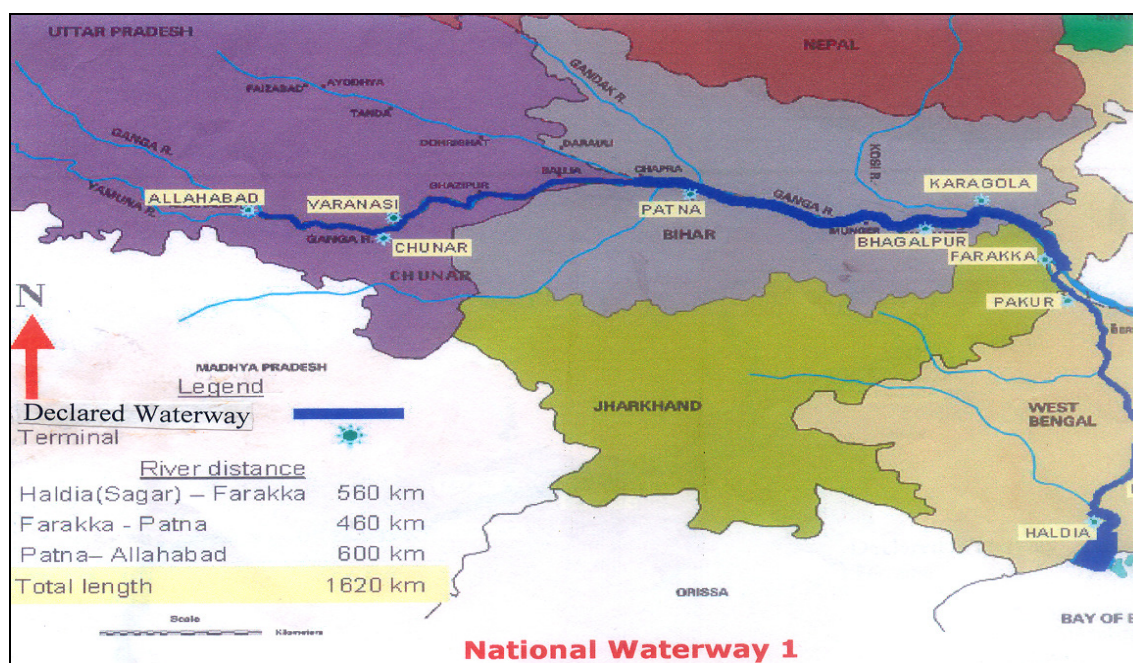 UTTAR PRADESH
NEPAL
GANDAK R.
AYODHYA
FAIZABAD
TANDA
DOHRIGHAT
DARAULI
GANGA R.
KOSI R.
BALLIA
CHAPRA
KARAGOLA
YAMUNA R.
ALLAHABAD
VARANASI
GHAZIPUR
PATNA
GANGA R.
MUNGER
BHAGALPUR
GANGA R.
CHUNAR
BIHAR
FARAKKA
CHUNAR
N
PAKUR
BER
MADHYA PRADESH
Legend
Declared Waterway
Terminal
JHARKHAND
WEST
BENGAL
River distance
Haldia(Sagar) – Farakka 560 km
Farakka - Patna 460 km
Patna– Allahabad 600 km
Total length 1620 km
HALDIA
ORISSA
Scale
Kilometers
BAY OF B
National Waterway 1